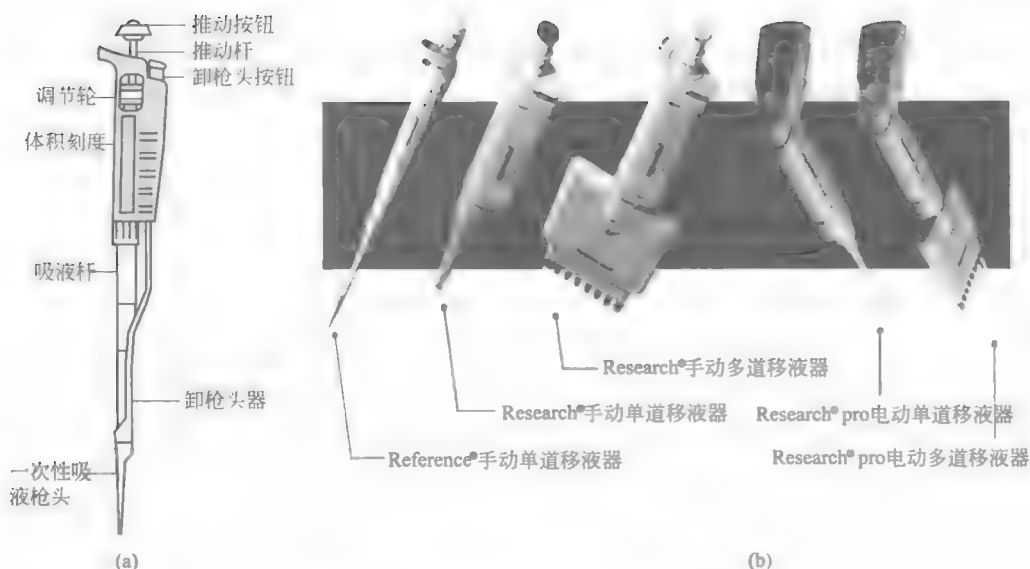 推动按钮
推动杆
卸枪头按钮
调节轮
体积刻度
吸液杆
卸枪头器
一次性吸
液枪头
(a)
Research®手动多道移液器
Research®手动单道移液器
Research® pro电动单道移液器
Reference®手动单道移液器
Research® pro电动多道移液器
(b)